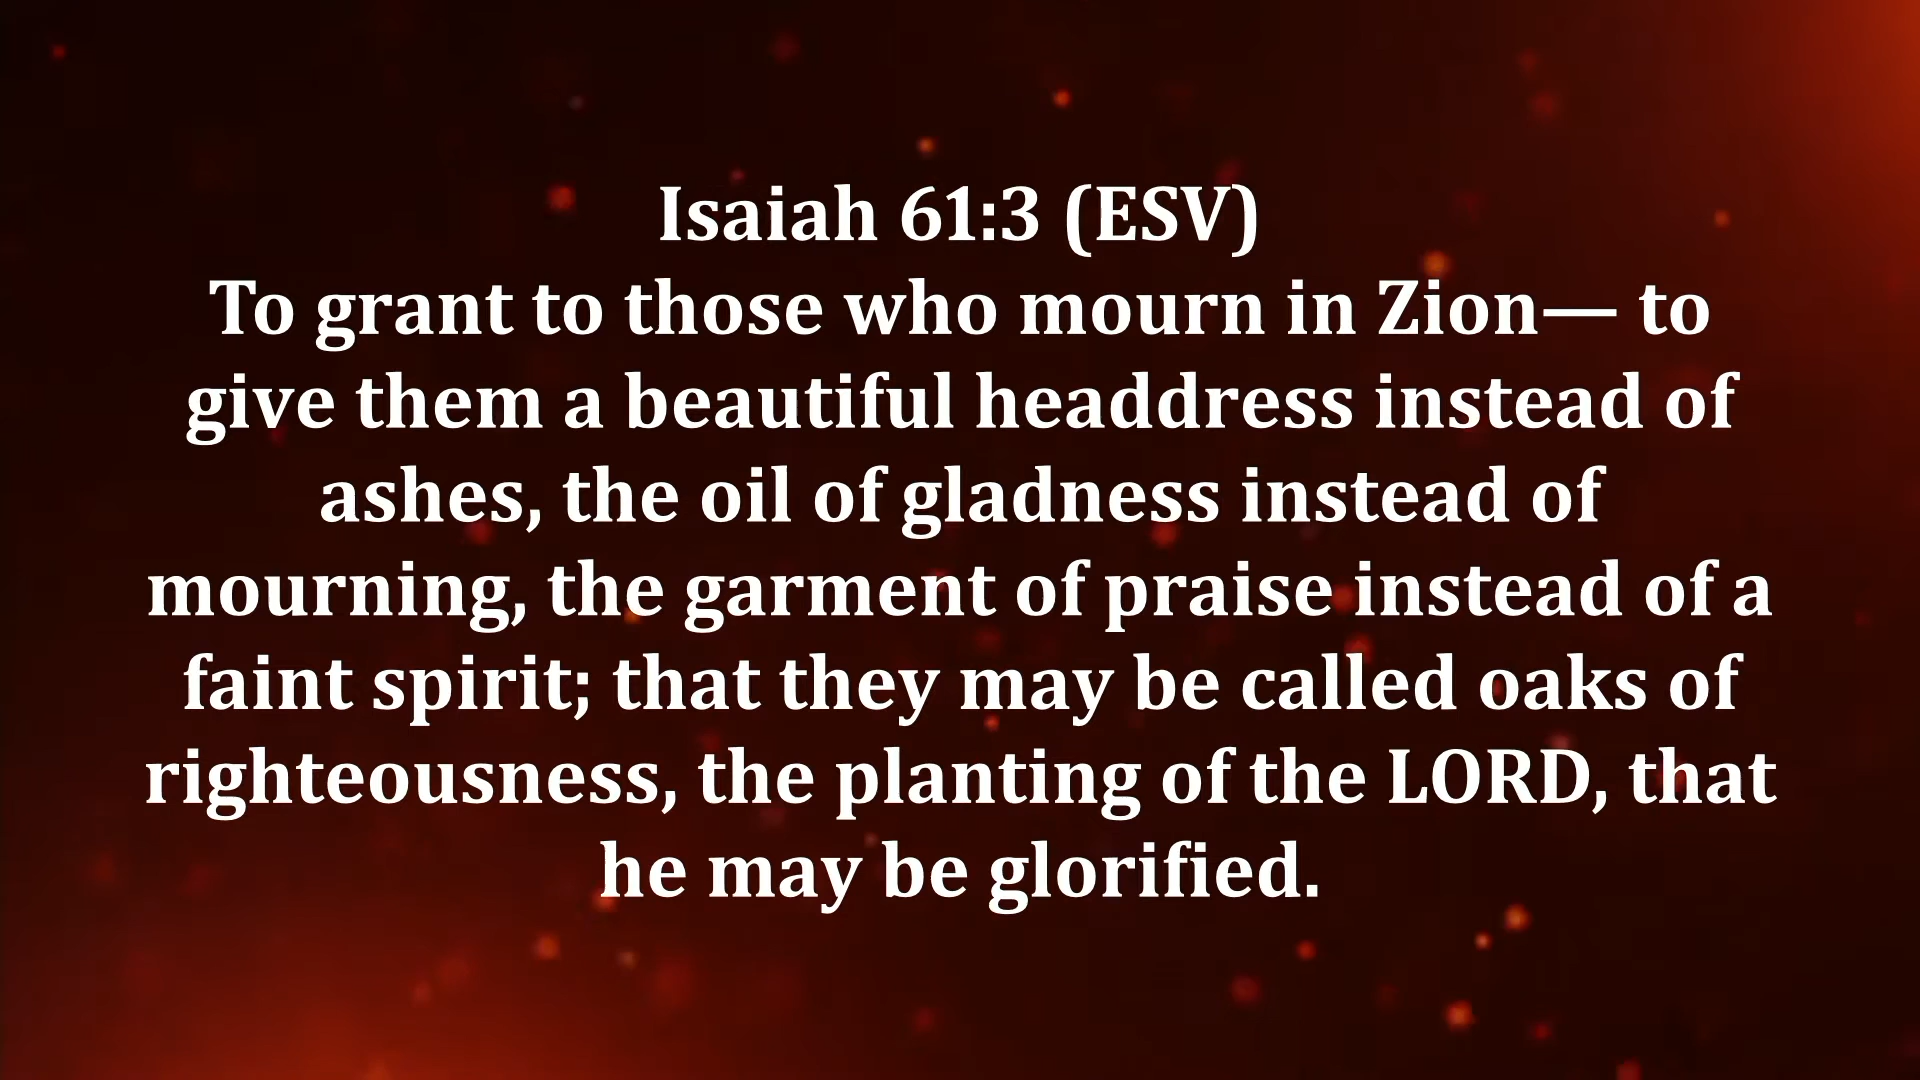 Isaiah 61:3 (ESV)
To grant to those who mourn in Zion— to
give them a beautiful headdress instead of
ashes, the oil of gladness instead of
mourning, the garment of praise instead of a
faint spirit; that they may be called oaks of
righteousness, the planting of the LORD, that
he may be glorified.